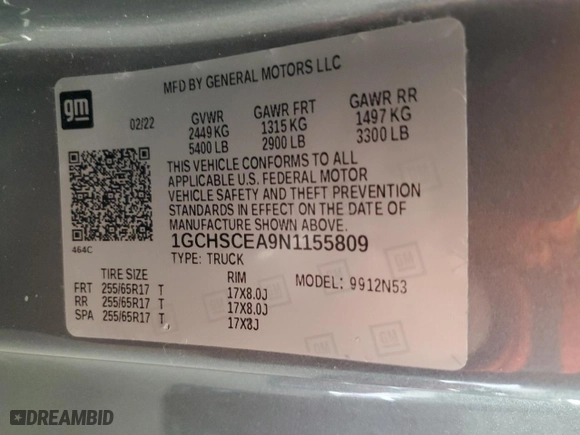 gm
MFD BY GENERAL MOTORS LLC
02/22
GVWR GAWR FRT GAWR RR
2449 KG 1315 KG 1497 KG
5400 LB 2900 LB 3300 LB
THIS VEHICLE CONFORMS TO ALL
APPLICABLE U.S. FEDERAL MOTOR
VEHICLE SAFETY AND THEFT PREVENTION
STANDARDS IN EFFECT ON THE DATE OF
MANUFACTURE SHOWN ABOVE.
464C
1GCHSCEA9N1155809
TYPE: TRUCK
TIRE SIZE RIM MODEL: 9912N53
FRT 255/65R17 T 17X8.0J
RR 255/65R17 T 17X8.0J
SPA 255/65R17 T 17X8J
GM GM GM
DREAMBID